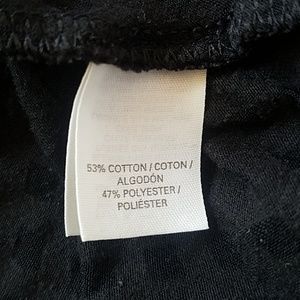 53% COTTON / COTON /
ALGODÓN
47% POLYESTER /
POLIÉSTER